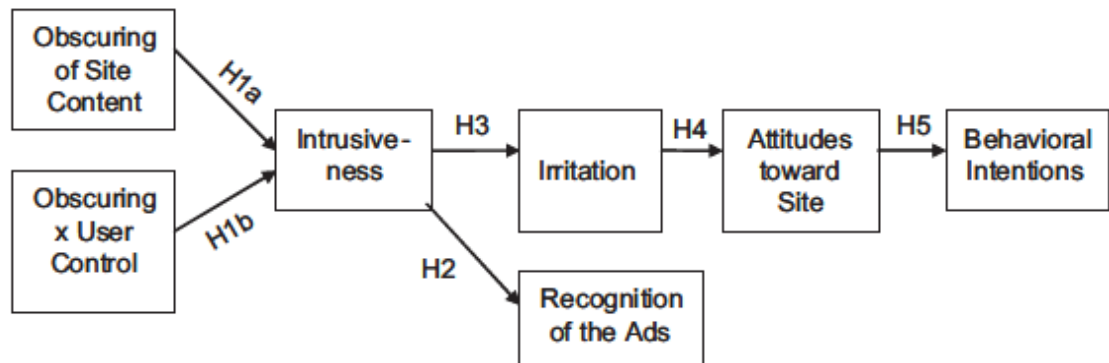 Obscuring
of Site
Content
H1a
Obscuring
x User
Control
H1b
Intrusive-
ness
H3
H2
Irritation
H4
Attitudes
toward
Site
H5
Behavioral
Intentions
Recognition
of the Ads